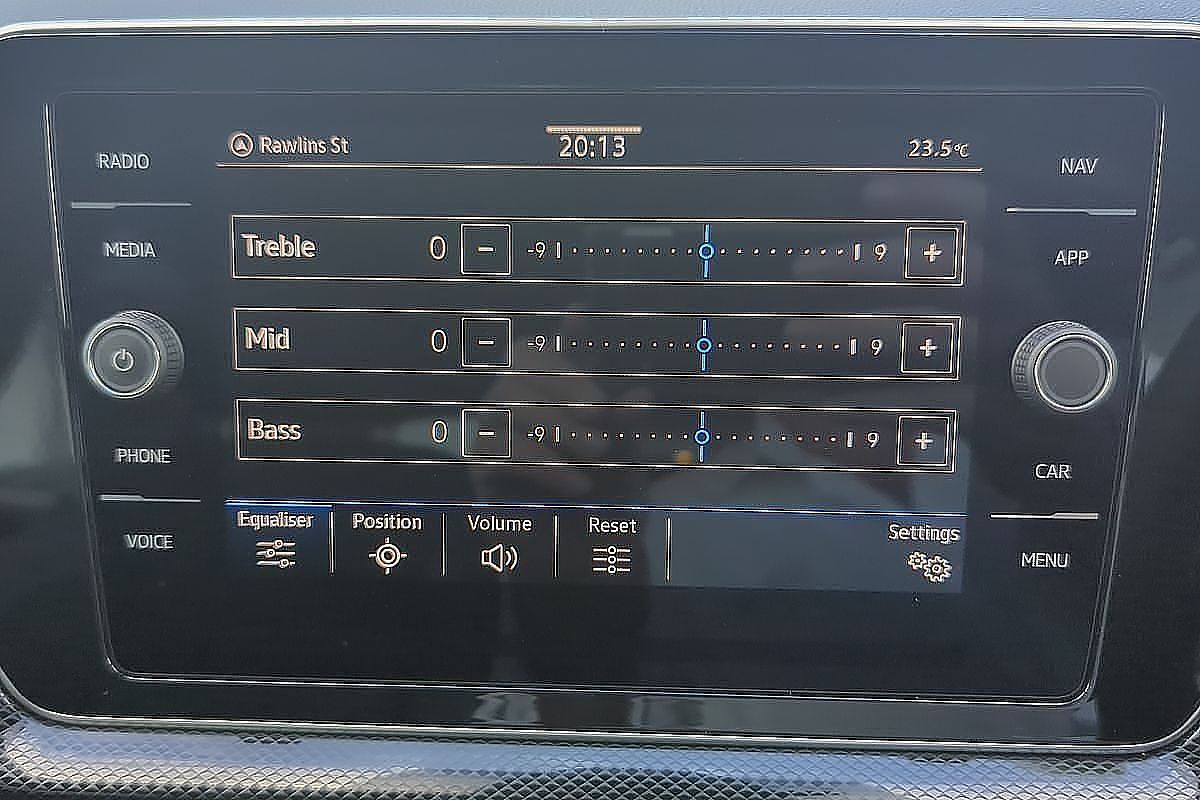 Rawlins St 20:13 23.5°C
RADIO
NAV
MEDIA
APP
Treble 0 - -9 9 +
Mid 0 - -9 9 +
Bass 0 - -9 9 +
PHONE
CAR
Equaliser Position Volume Reset Settings
VOICE
MENU